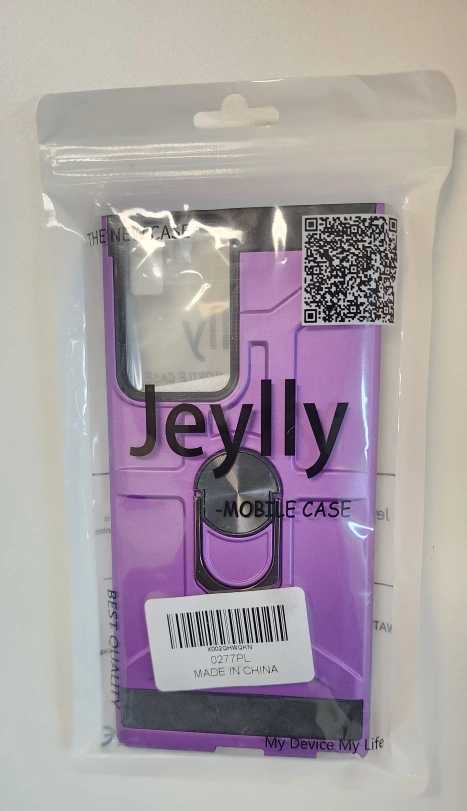 THE NEW CASE
Jeylly
-MOBILE CASE
BEST QUALITY
X002QHWQKN
0277PL
MADE IN CHINA
My Device My Life